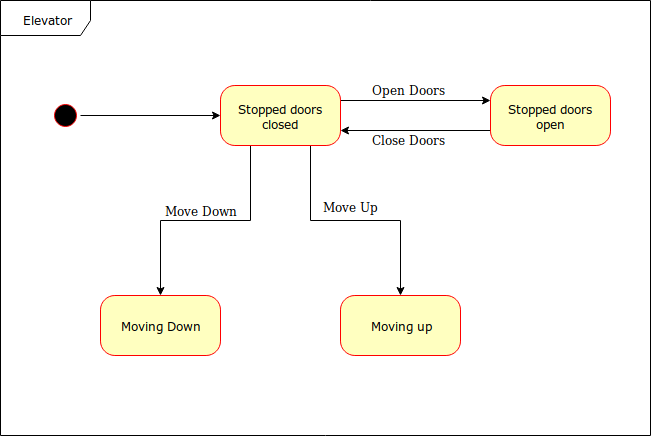 Elevator
Open Doors
Stopped doors
closed
Stopped doors
open
Close Doors
Move Down
Move Up
Moving Down
Moving up